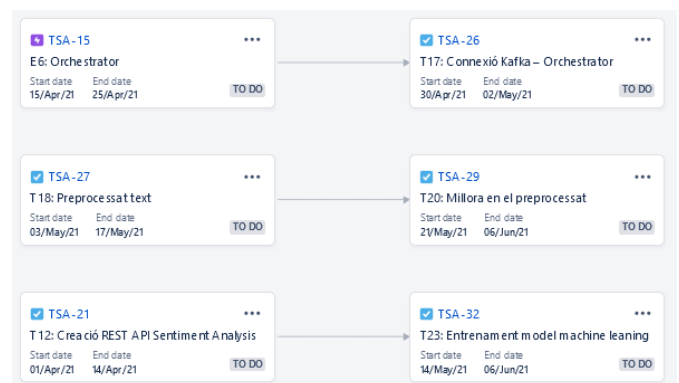 TSA-15
E6: Orchestrator
Start date End date
15/Apr/21 25/Apr/21
TO DO
TSA-26
T17: Connexió Kafka – Orchestrator
Start date End date
30/Apr/21 02/May/21
TO DO
TSA-27
T18: Preprocessat text
Start date End date
03/May/21 17/May/21
TO DO
TSA-29
T20: Millora en el preprocessat
Start date End date
21/May/21 06/Jun/21
TO DO
TSA-21
T12: Creació REST API Sentiment Analysis
Start date End date
01/Apr/21 14/Apr/21
TO DO
TSA-32
T23: Entrenament model machine leaning
Start date End date
14/May/21 06/Jun/21
TO DO